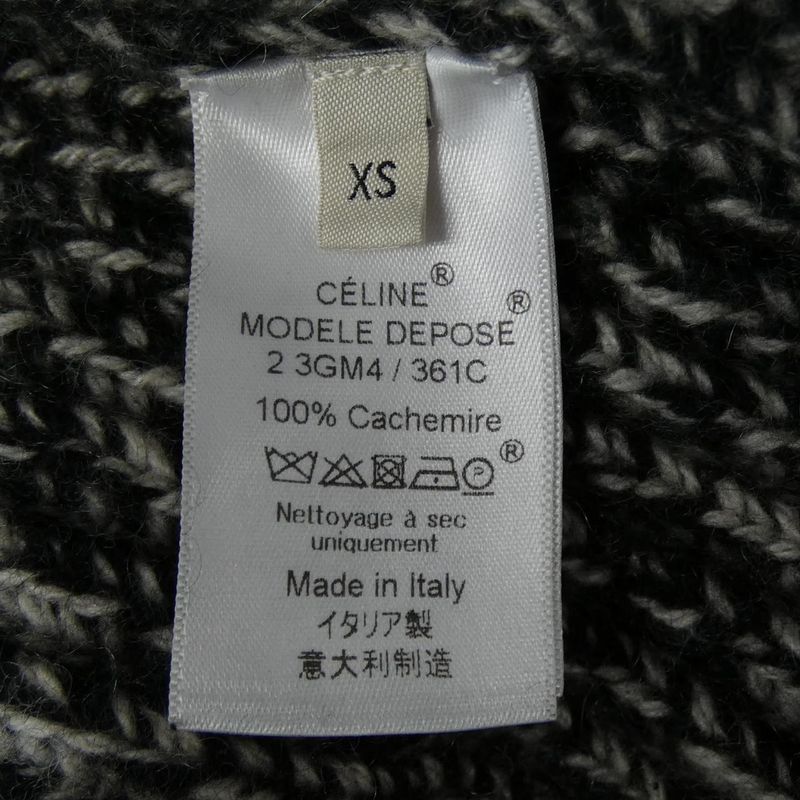 XS
CÉLINE®
MODELE DEPOSE®
2 3GM4 / 361C
100% Cachemire
P ®
Nettoyage à sec
uniquement
Made in Italy
イタリア製
意大利制造